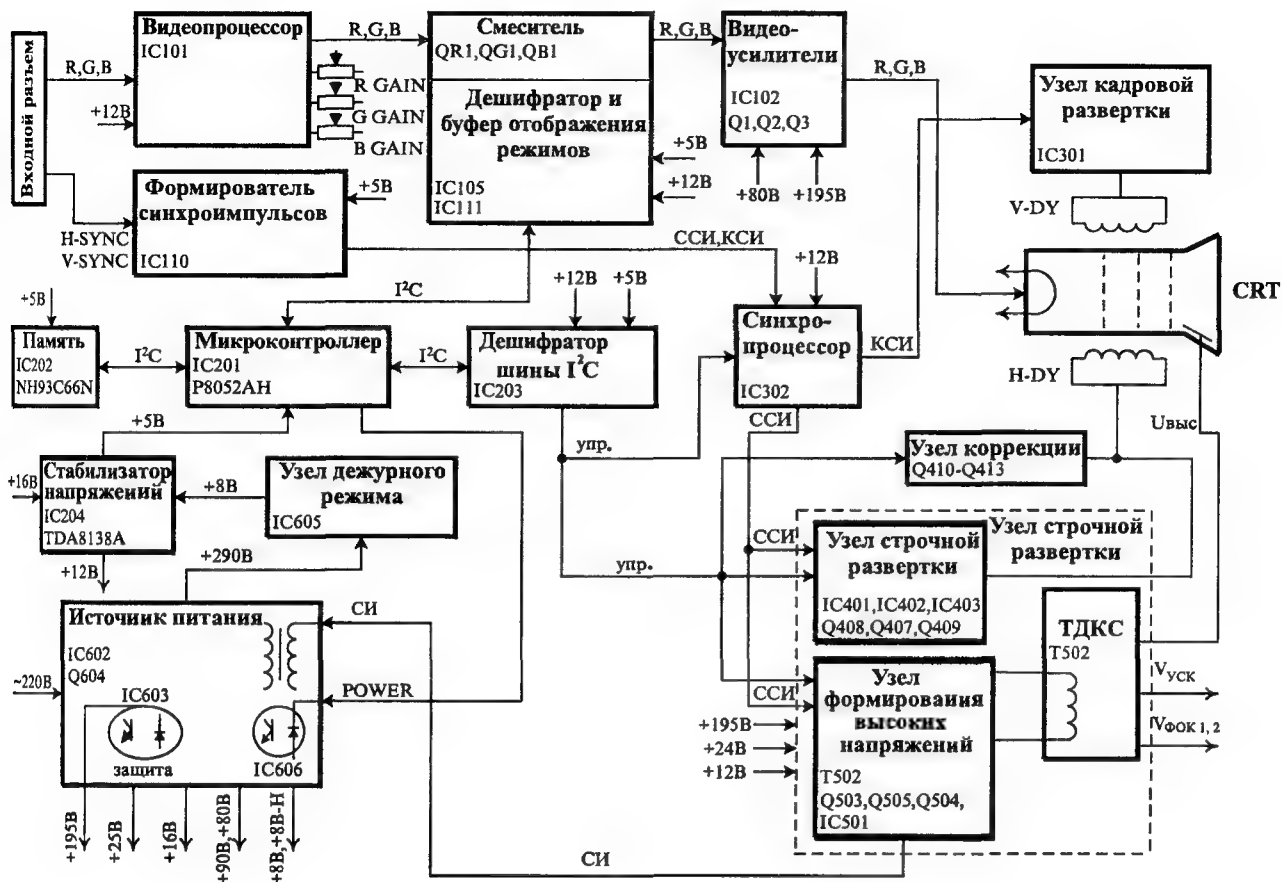 Входной разъем
R,G,B
+12В
H-SYNC
V-SYNC
Видеопроцессор
IC101
R,G,B
R GAIN
G GAIN
B GAIN
Смеситель
QR1,QG1,QB1
Дешифратор и
буфер отображения
режимов
IC105
IC111
+5В
+12В
R,G,B
Видео-
усилители
IC102
Q1,Q2,Q3
+80В
+195В
R,G,B
Узел кадровой
развертки
IC301
V-DY
CRT
H-DY
Uвыс
Формирователь
синхроимпульсов
IC110
+5В
ССИ,КСИ
+12В
I²C
+5В
Память
IC202
NH93C66N
I²C
Микроконтроллер
IC201
P8052AH
I²C
+12В
+5В
Дешифратор
шины I²C
IC203
Синхро-
процессор
IC302
КСИ
ССИ
упр.
+5В
+16В
Стабилизатор
напряжений
IC204
TDA8138A
+8В
Узел дежурного
режима
IC605
+12В
+290В
Узел коррекции
Q410-Q413
упр.
ССИ
Узел строчной
развертки
IC401,IC402,IC403
Q408,Q407,Q409
Узел строчной
развертки
ТДКС
T502
VУСК
VФОК 1, 2
ССИ
+195В
+24В
+12В
Узел
формирования
высоких
напряжений
T502
Q503,Q505,Q504,
IC501
СИ
Источник питания
IC602
Q604
~220В
IC603
защита
IC606
СИ
POWER
+195В
+25В
+16В
+90В,+80В
+8В,+8В-Н